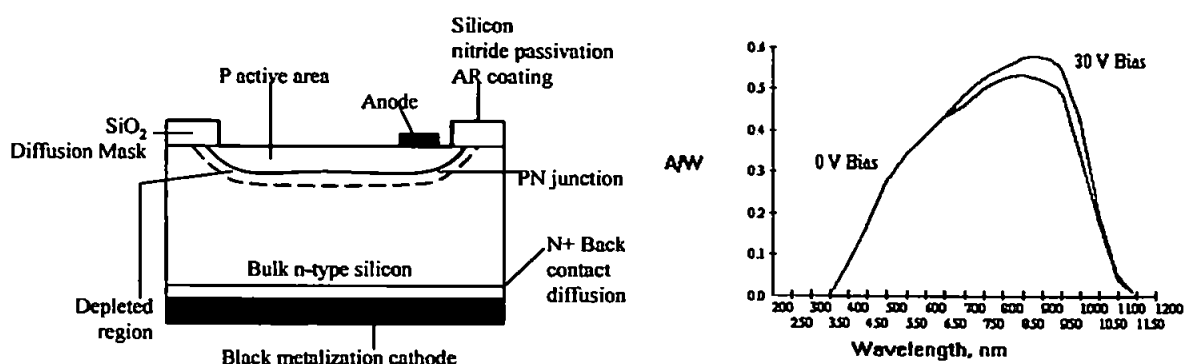 Silicon
nitride passivation
AR coating
P active area
Anode
SiO2
Diffusion Mask
PN junction
N+ Back
contact
diffusion
Bulk n-type silicon
Depleted
region
Black metalization cathode
0.6
0.5
0.4
0.3
0.2
0.1
0.0
A/W
30 V Bias
0 V Bias
200 300 400 500 600 700 800 900 1000 1100 1200
250 350 450 550 650 750 850 950 1050 1150
Wavelength, nm